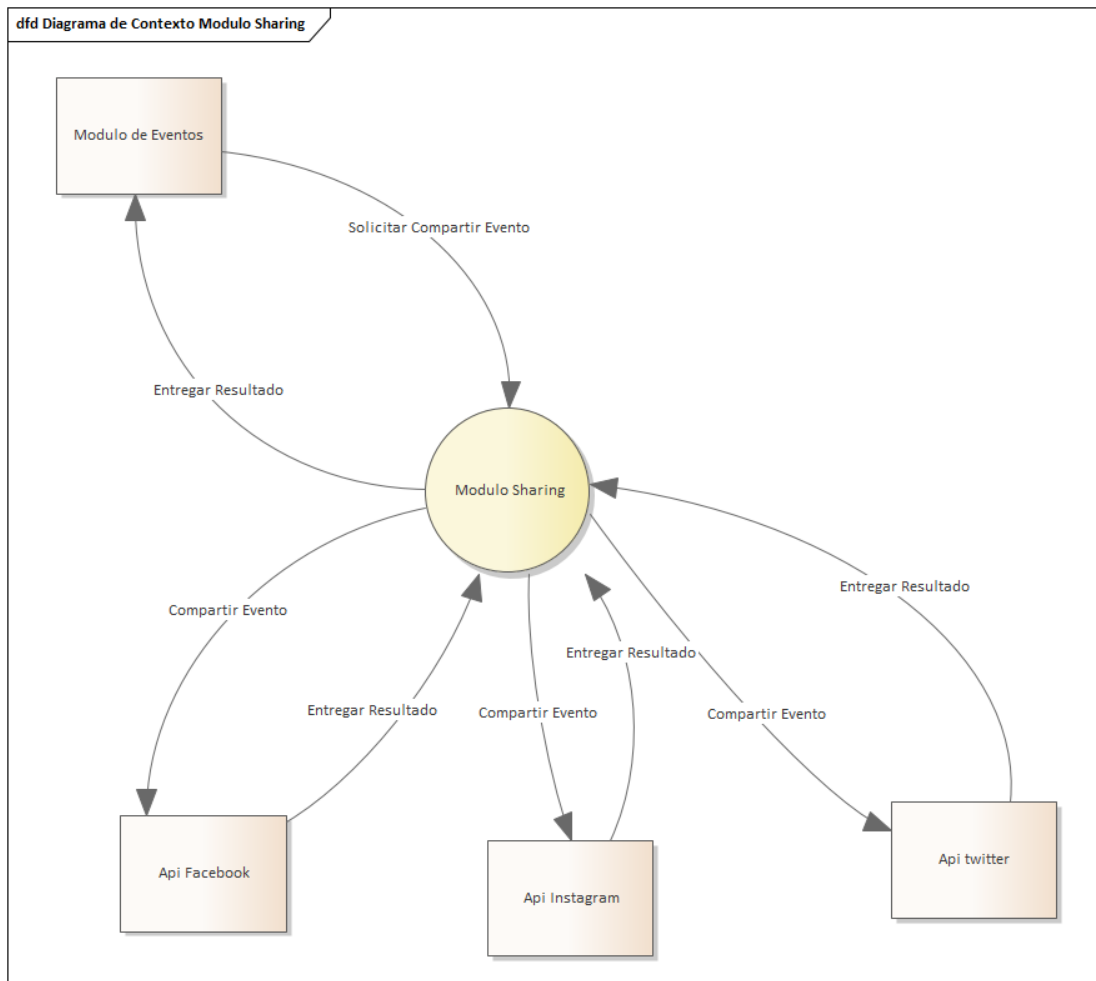 dfd Diagrama de Contexto Modulo Sharing
Modulo de Eventos
Solicitar Compartir Evento
Entregar Resultado
Modulo Sharing
Entregar Resultado
Compartir Evento
Entregar Resultado
Entregar Resultado
Compartir Evento
Compartir Evento
Api Facebook
Api Instagram
Api twitter